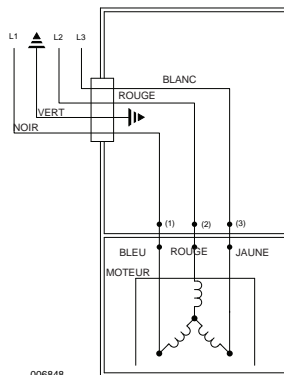 L1 L2 L3
BLANC
ROUGE
VERT
NOIR
(1) (2) (3)
BLEU ROUGE JAUNE
MOTEUR
006848